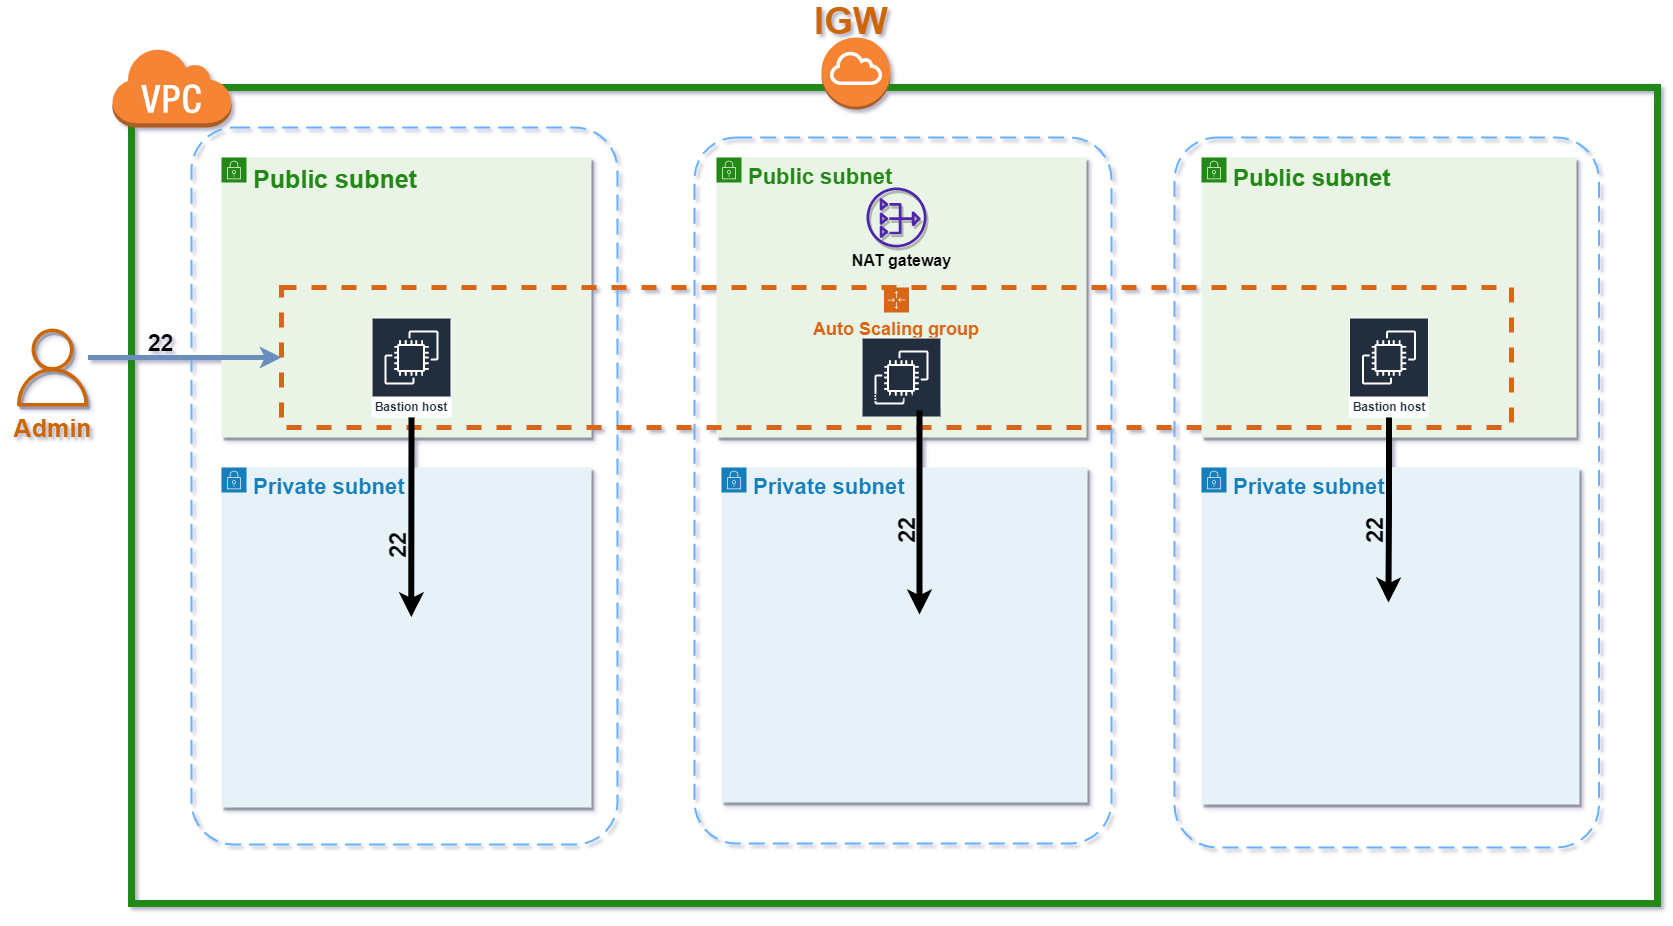 IGW
VPC
Public subnet
Public subnet
Public subnet
NAT gateway
Auto Scaling group
22
Admin
Bastion host
Bastion host
Private subnet
Private subnet
Private subnet
22
22
22